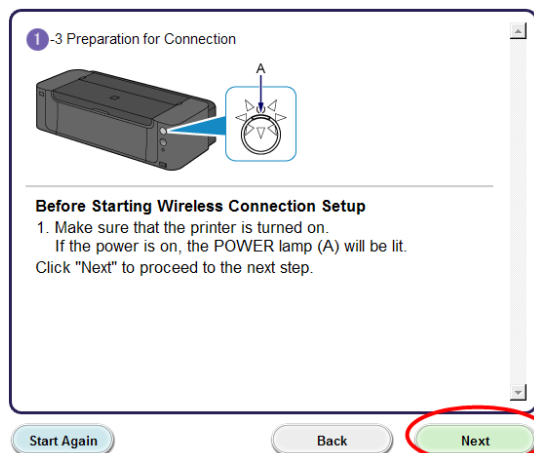 1-3 Preparation for Connection
A
Before Starting Wireless Connection Setup
1. Make sure that the printer is turned on.
If the power is on, the POWER lamp (A) will be lit.
Click "Next" to proceed to the next step.
Start Again
Back
Next